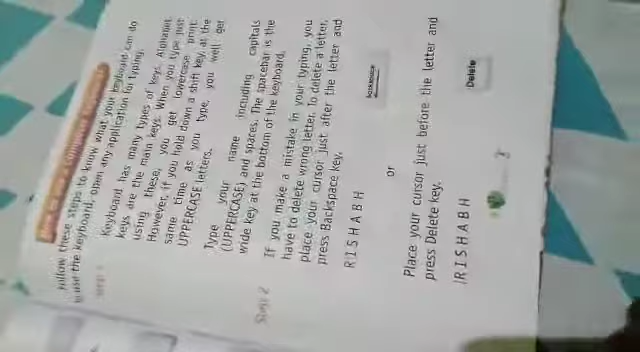 Follow these steps to know what your keyboard can do
to use the keyboard, open any application for typing.
Step 1
Keyboard has many types of keys. Alphabet
keys are the main keys. When you type just
using these, you get lowercase print.
However, if you hold down a shift key at the
same time as you type, you well get
UPPERCASE letters.
Type your name including capitals
(UPPERCASE) and spaces. The spacebar is the
wide key at the bottom of the keyboard.
Step 2
If you make a mistake in your typing, you
have to delete wrong letter. To delete a letter,
place your cursor just after the letter and
press Backspace key.
RISHABH
Backspace
or
Place your cursor just before the letter and
press Delete key.
|RISHABH
Delete